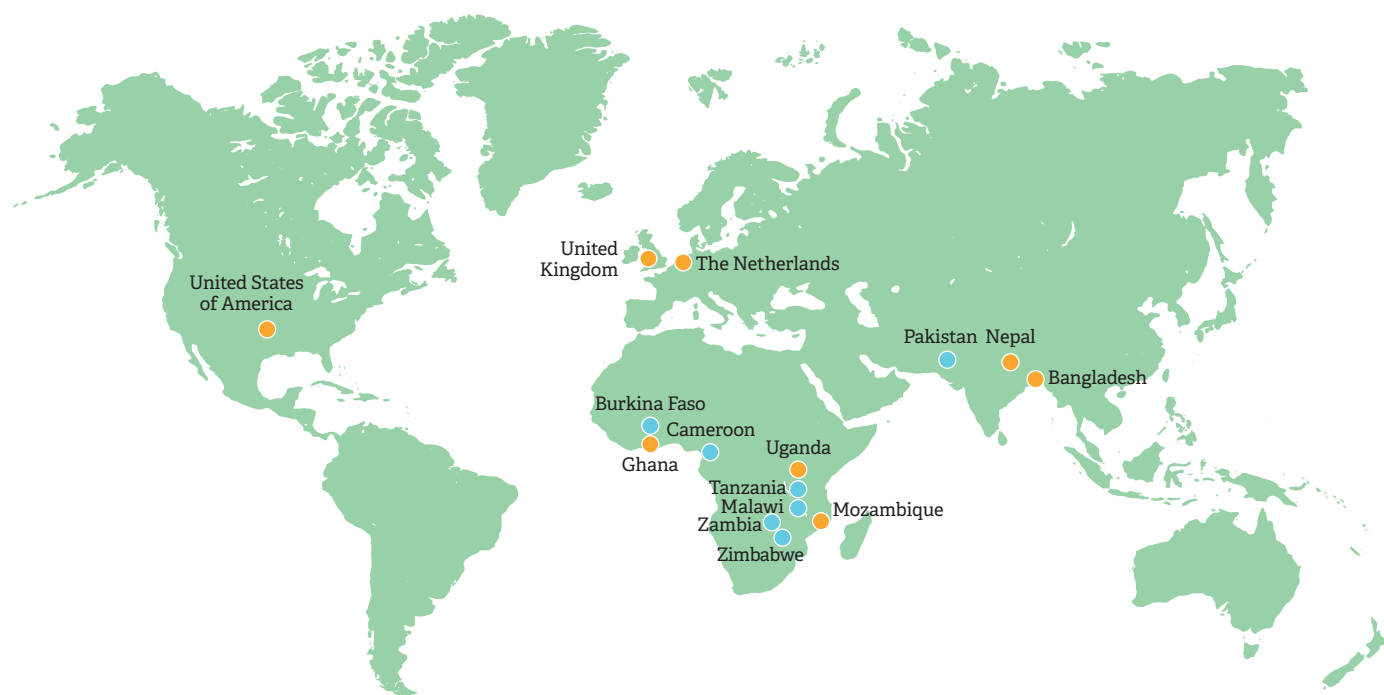 United
Kingdom
The Netherlands
United States
of America
Pakistan
Nepal
Bangladesh
Burkina Faso
Cameroon
Uganda
Ghana
Tanzania
Malawi
Mozambique
Zambia
Zimbabwe